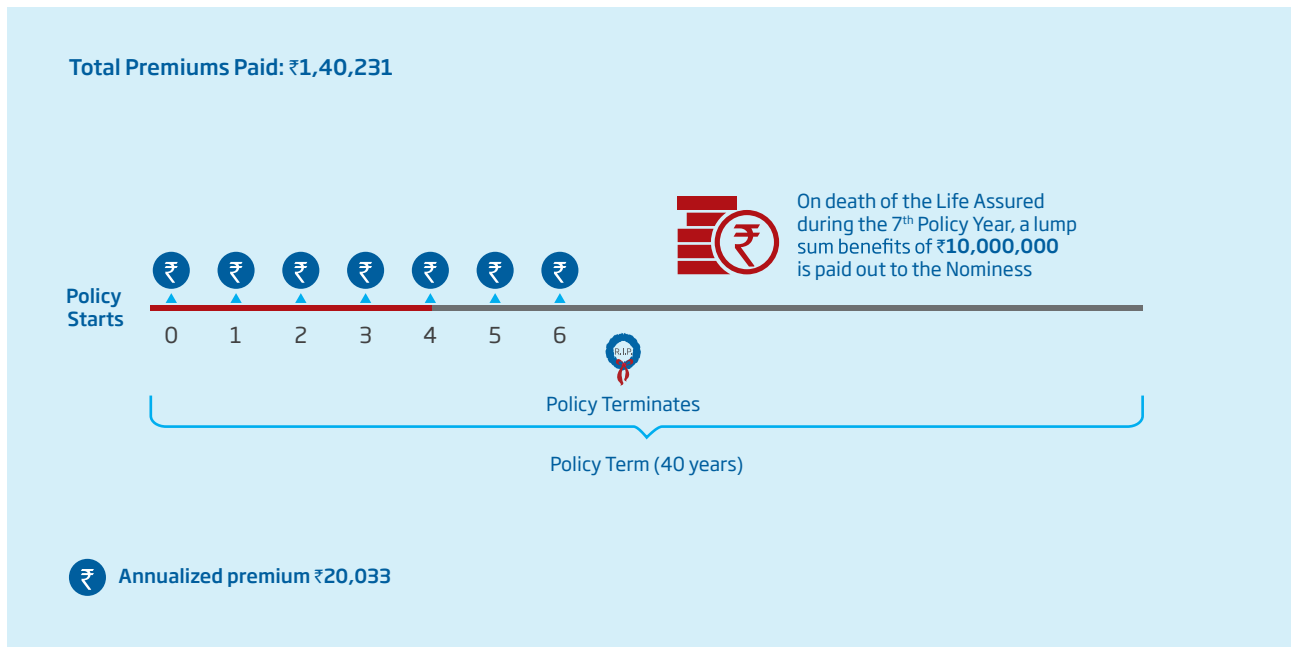 Total Premiums Paid: ₹1,40,231
On death of the Life Assured
during the 7th Policy Year, a lump
sum benefits of ₹10,000,000
is paid out to the Nominess
₹ ₹ ₹ ₹ ₹ ₹ ₹ ₹
Policy
Starts
0 1 2 3 4 5 6
R.I.P.
Policy Terminates
Policy Term (40 years)
₹ Annualized premium ₹20,033